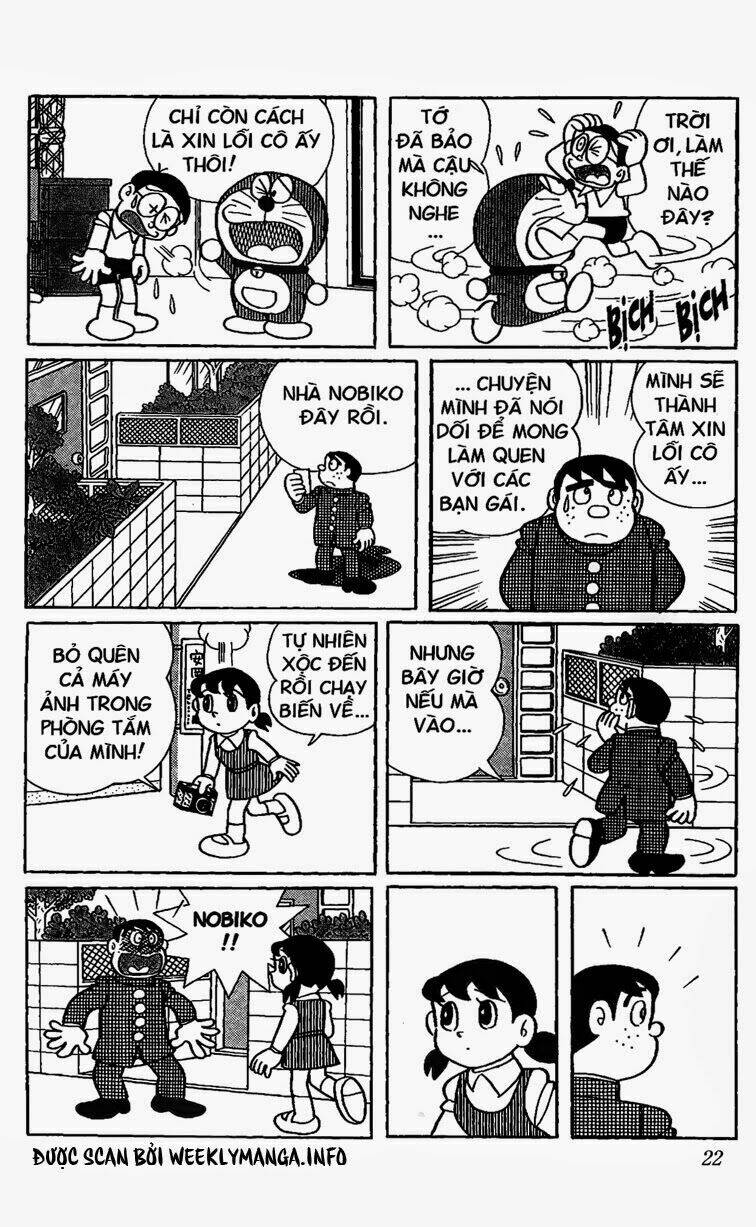 TRỜI
ƠI, LÀM
THẾ
NÀO
ĐÂY?
TỚ
ĐÃ BẢO
MÀ CẬU
KHÔNG
NGHE
...
BỊCH
BỊCH
CHỈ CÒN CÁCH
LÀ XIN LỖI CÔ ẤY
THÔI!
MÌNH SẼ
THÀNH
TÂM XIN
LỖI CÔ
ẤY...
... CHUYỆN
MÌNH ĐÃ NÓI
DỐI ĐỂ MONG
LÀM QUEN
VỚI CÁC
BẠN GÁI.
NHÀ NOBIKO
ĐÂY RỒI.
NHƯNG
BÂY GIỜ
NẾU MÀ
VÀO...
TỰ NHIÊN
XỘC ĐẾN
RỒI CHẠY
BIẾN VỀ...
BỎ QUÊN
CẢ MÁY
ẢNH TRONG
PHÒNG TẮM
CỦA MÌNH!
NOBIKO
!!
ĐƯỢC SCAN BỞI WEEKLYMANGA.INFO
22